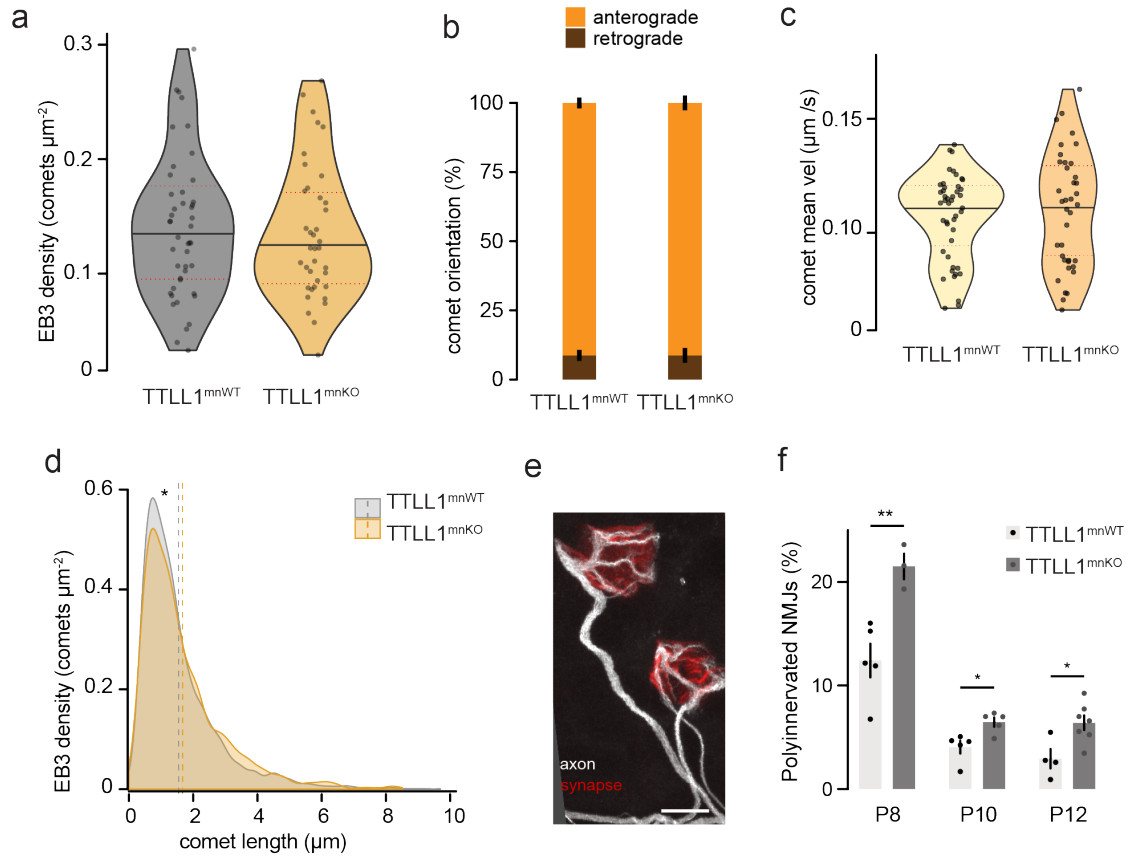 a
EB3 density (comets µm⁻²)
0.3
0.2
0.1
0
TTLL1ᵐⁿᵂᵀ
TTLL1ᵐⁿᴷᴼ
b
anterograde
retrograde
comet orientation (%)
100
75
50
25
0
TTLL1ᵐⁿᵂᵀ
TTLL1ᵐⁿᴷᴼ
c
comet mean vel (µm /s)
0.15
0.10
0
TTLL1ᵐⁿᵂᵀ
TTLL1ᵐⁿᴷᴼ
d
EB3 density (comets µm⁻²)
0.6
0.4
0.2
0
*
TTLL1ᵐⁿᵂᵀ
TTLL1ᵐⁿᴷᴼ
0 2 4 6 8 10
comet length (µm)
e
axon
synapse
f
Polyinnervated NMJs (%)
20
10
0
**
*
*
TTLL1ᵐⁿᵂᵀ
TTLL1ᵐⁿᴷᴼ
P8 P10 P12